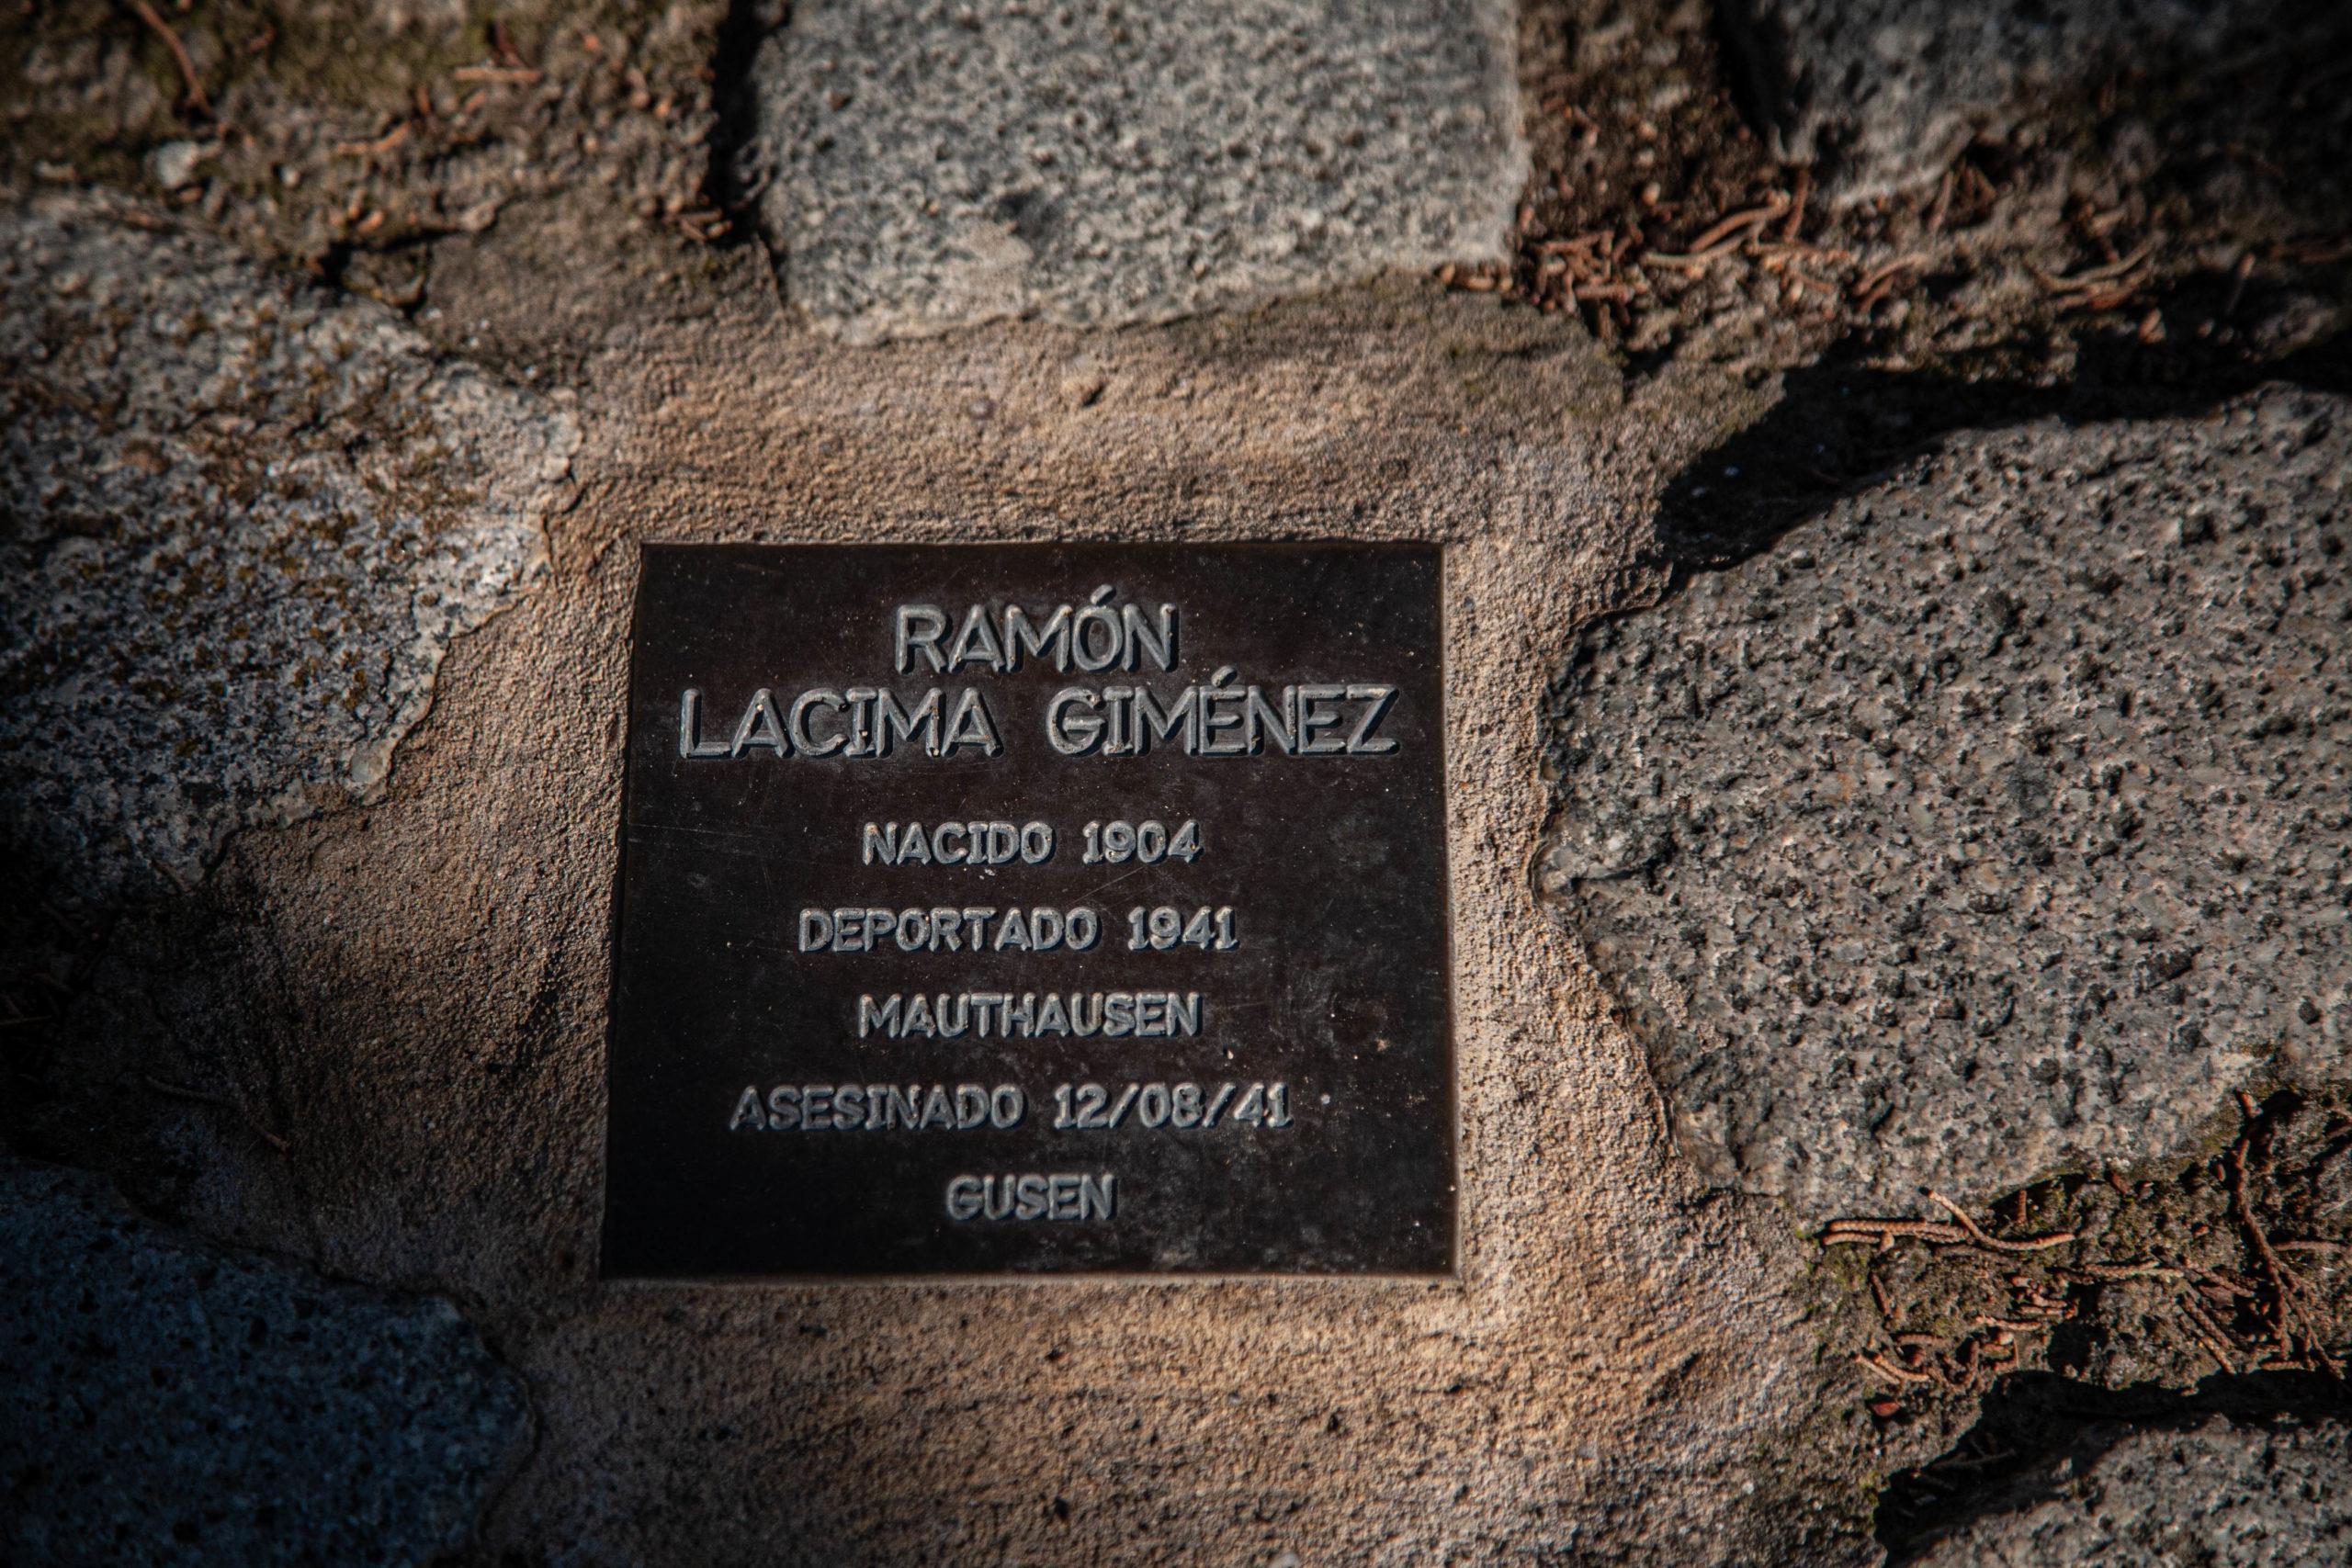 RAMÓN
LACIMA GIMÉNEZ
NACIDO 1904
DEPORTADO 1941
MAUTHAUSEN
ASESINADO 12/08/41
GUSEN